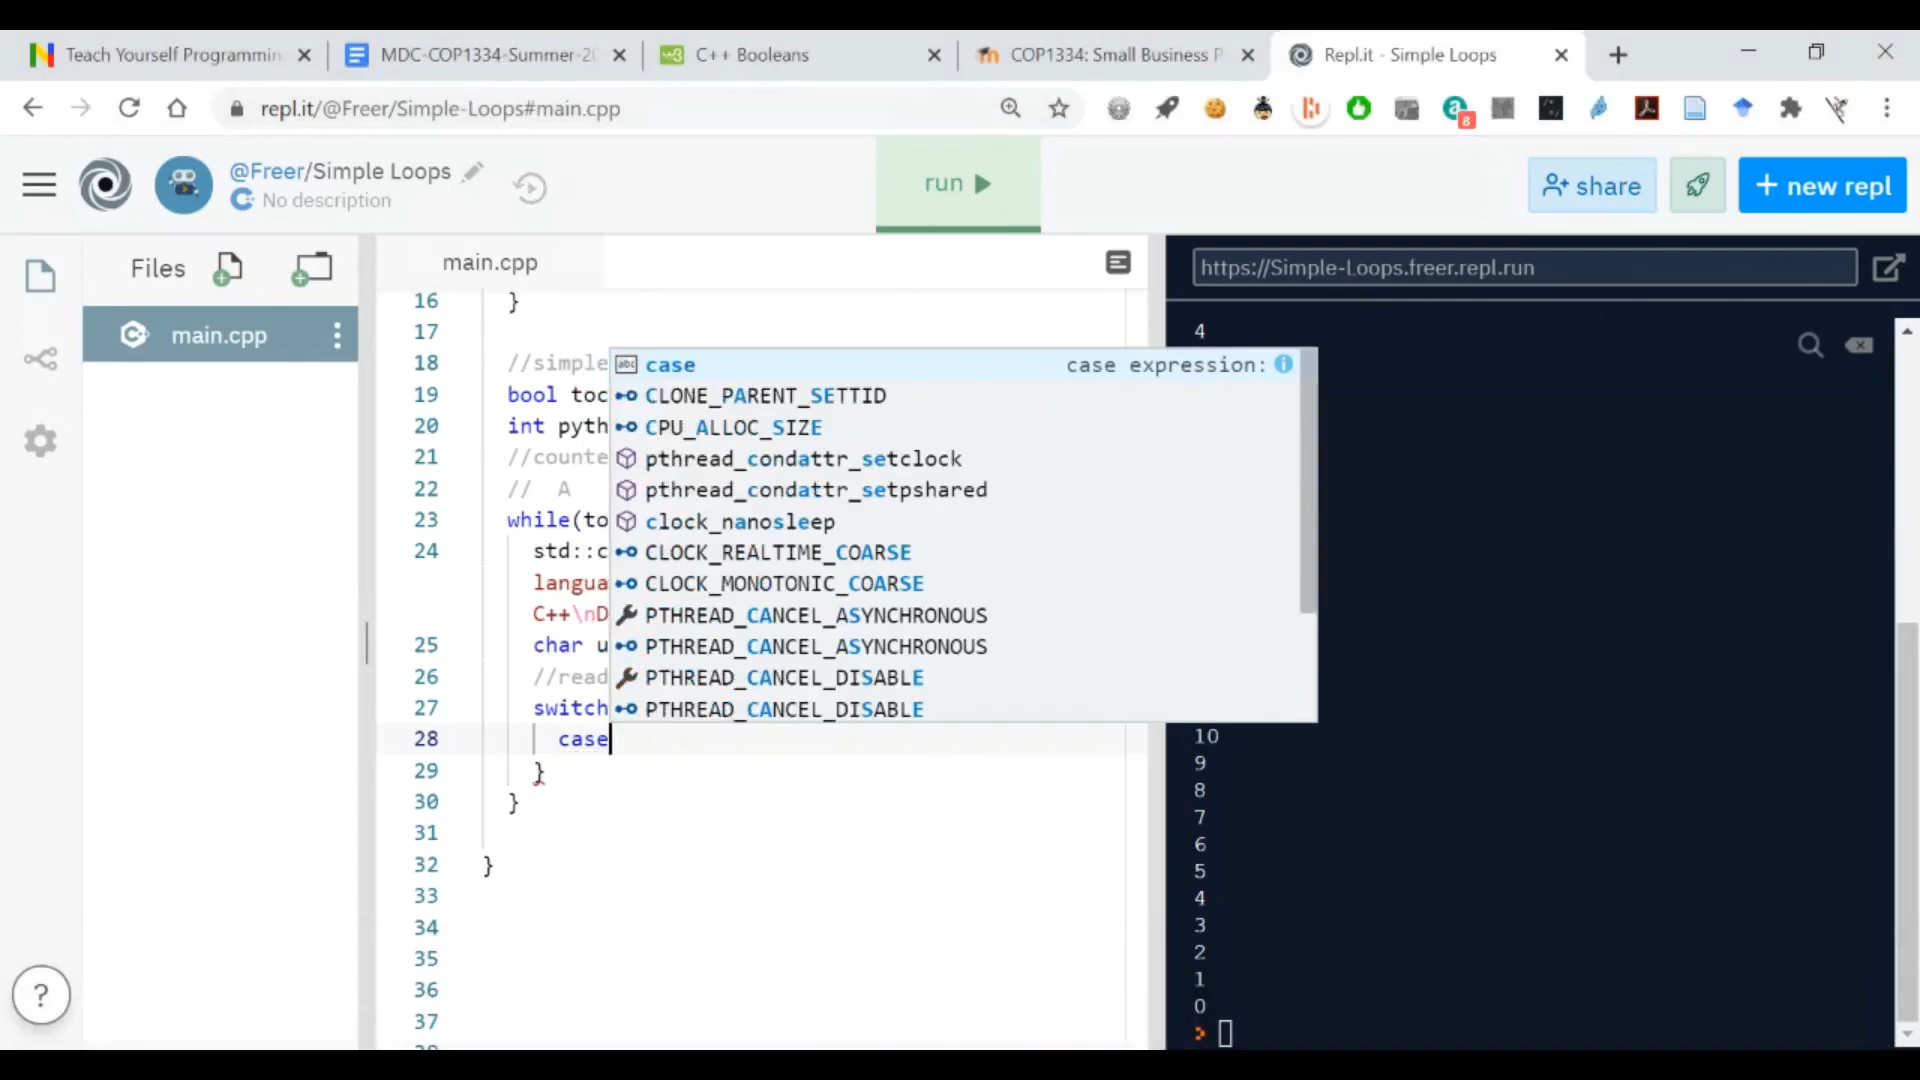 Teach Yourself Programmin
MDC-COP1334-Summer-20
C++ Booleans
COP1334: Small Business P
Repl.it - Simple Loops
repl.it/@Freer/Simple-Loops#main.cpp
8
@Freer/Simple Loops
No description
run
share
+ new repl
Files
main.cpp
main.cpp
https://Simple-Loops.freer.repl.run
16 }
17
18 //simple
19 bool toc
20 int pyth
21 //counte
22 // A
23 while(to
24 std::c
langua
C++\nD
25 char u
26 //read
27 switch
28 case
29 }
30 }
31
32 }
33
34
35
36
37
case case expression:
CLONE_PARENT_SETTID
CPU_ALLOC_SIZE
pthread_condattr_setclock
pthread_condattr_setpshared
clock_nanosleep
CLOCK_REALTIME_COARSE
CLOCK_MONOTONIC_COARSE
PTHREAD_CANCEL_ASYNCHRONOUS
PTHREAD_CANCEL_ASYNCHRONOUS
PTHREAD_CANCEL_DISABLE
PTHREAD_CANCEL_DISABLE
4
10
9
8
7
6
5
4
3
2
1
0
>
?